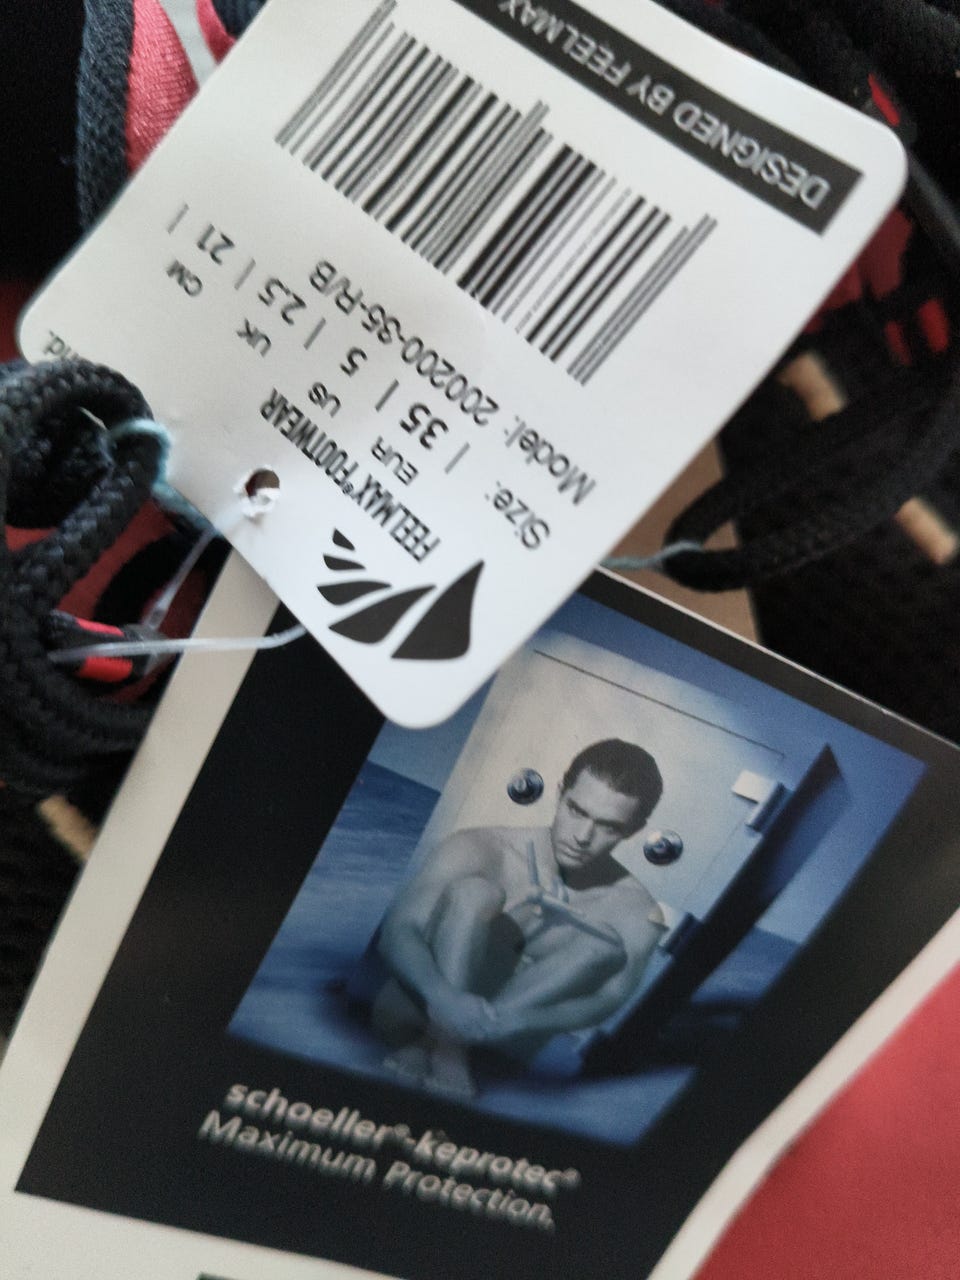 FEELMAX®FOOTWEAR
EUR US UK CM
Size: | 35 | 5 | 2.5 | 21 |
Model: 200200-35-R/B
DESIGNED BY FEELMAX
schoeller®-keprotec®
Maximum Protection.